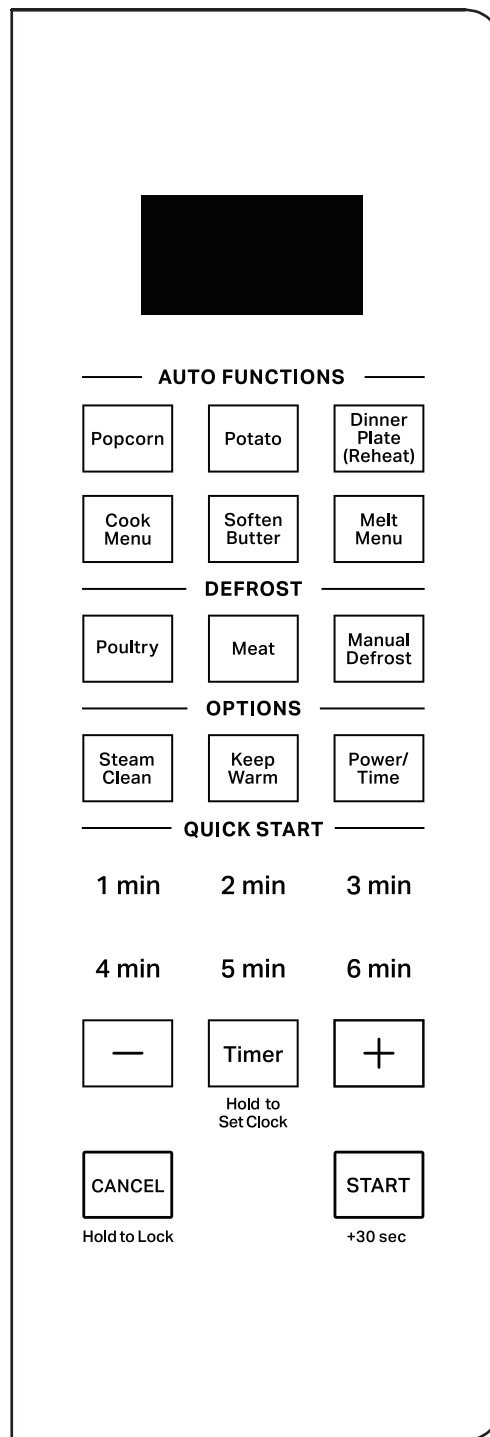 AUTO FUNCTIONS
Popcorn
Potato
Dinner
Plate
(Reheat)
Cook
Menu
Soften
Butter
Melt
Menu
DEFROST
Poultry
Meat
Manual
Defrost
OPTIONS
Steam
Clean
Keep
Warm
Power/
Time
QUICK START
1 min 2 min 3 min
4 min 5 min 6 min
—
Timer
+
Hold to
Set Clock
CANCEL
START
Hold to Lock
+30 sec